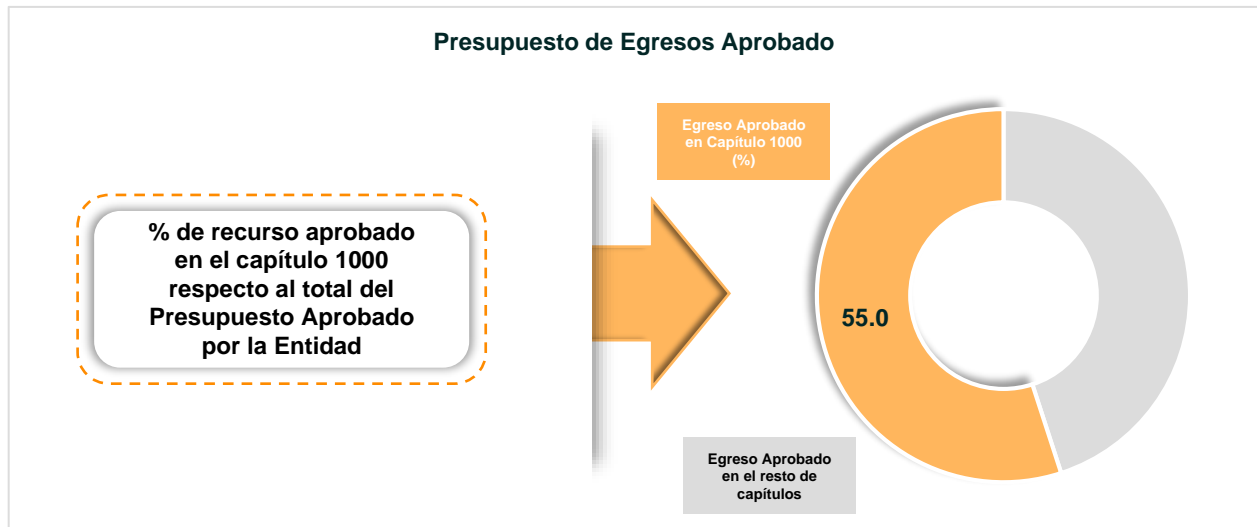 Presupuesto de Egresos Aprobado
Egreso Aprobado
en Capítulo 1000
(%)
% de recurso aprobado
en el capítulo 1000
respecto al total del
Presupuesto Aprobado
por la Entidad
55.0
Egreso Aprobado
en el resto de
capítulos